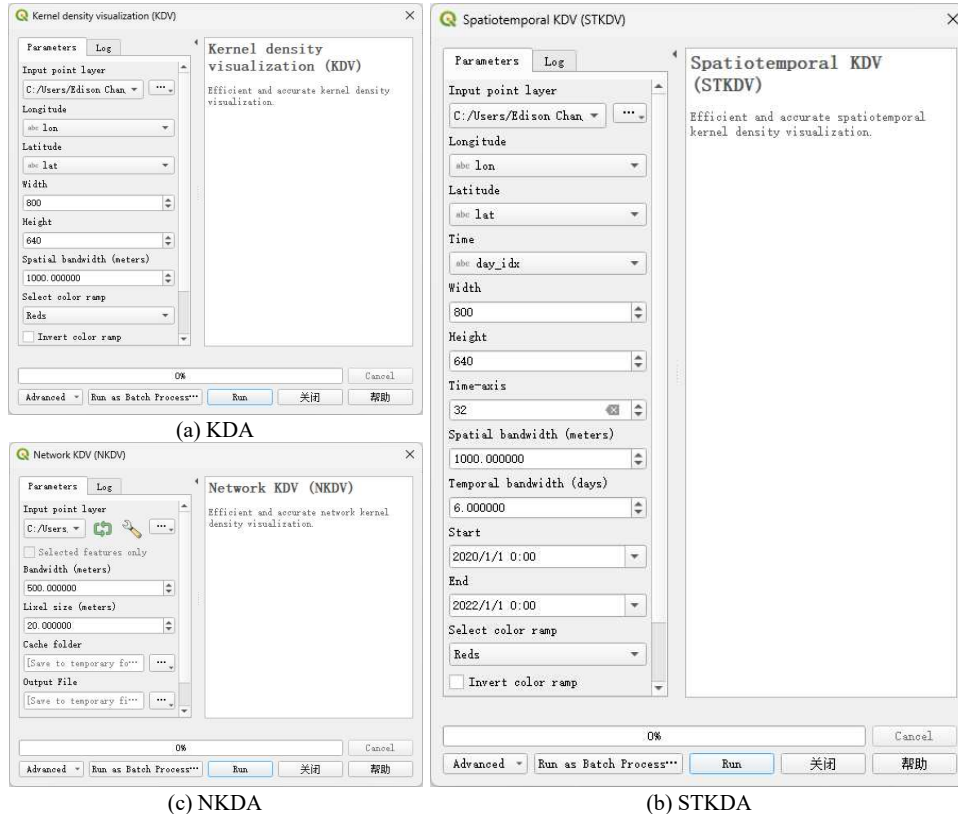 Kernel density visualization (KDV)
Parameters
Log
Input point layer
C:/Users/Edison Chan,
...
Longitude
abc lon
Latitude
abc lat
Width
800
Height
640
Spatial bandwidth (meters)
1000.000000
Select color ramp
Reds
Invert color ramp
Kernel density
visualization (KDV)
Efficient and accurate kernel density
visualization.
0%
Cancel
Advanced
Run as Batch Process…
Run
关闭
帮助
(a) KDA
Network KDV (NKDV)
Parameters
Log
Input point layer
C:/Users,
...
Selected features only
Bandwidth (meters)
500.000000
Lixel size (meters)
20.000000
Cache folder
[Save to temporary fo…
...
Output File
[Save to temporary fi…
...
Network KDV (NKDV)
Efficient and accurate network kernel
density visualization.
0%
Cancel
Advanced
Run as Batch Process…
Run
关闭
帮助
(c) NKDA
Spatiotemporal KDV (STKDV)
Parameters
Log
Input point layer
C:/Users/Edison Chan,
...
Longitude
abc lon
Latitude
abc lat
Time
abc day_idx
Width
800
Height
640
Time-axis
32
Spatial bandwidth (meters)
1000.000000
Temporal bandwidth (days)
6.000000
Start
2020/1/1 0:00
End
2022/1/1 0:00
Select color ramp
Reds
Invert color ramp
Spatiotemporal KDV
(STKDV)
Efficient and accurate spatiotemporal
kernel density visualization.
0%
Cancel
Advanced
Run as Batch Process…
Run
关闭
帮助
(b) STKDA